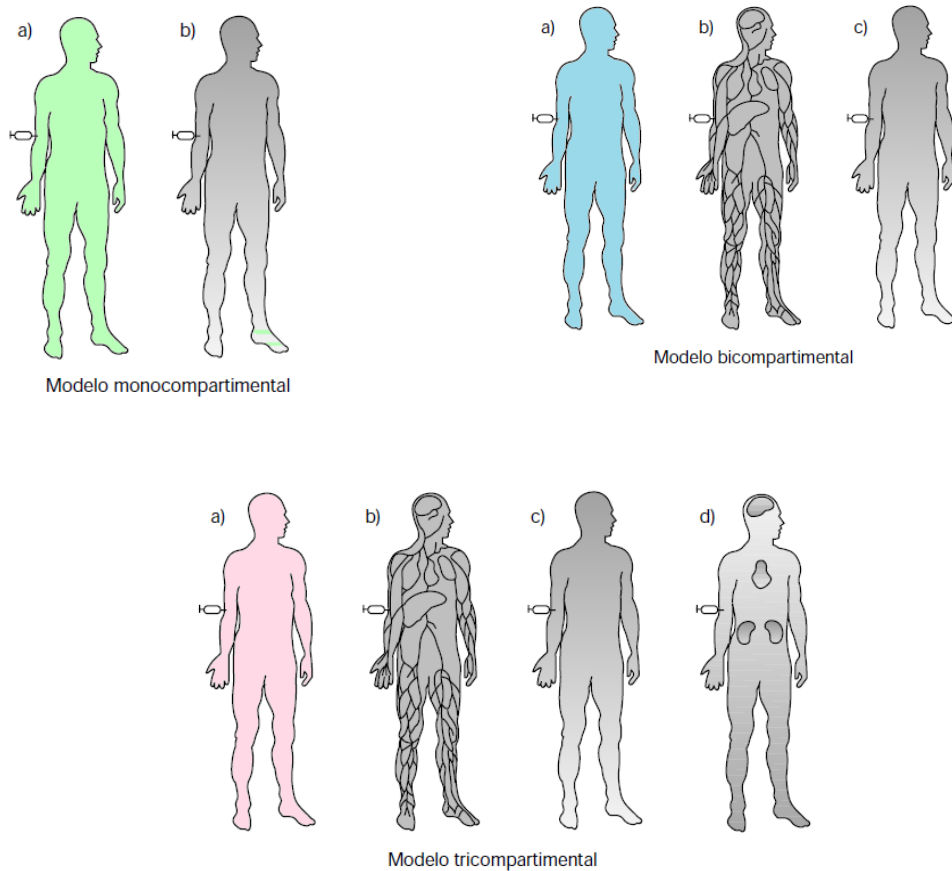 a)
b)
Modelo monocompartimental
a)
b)
c)
Modelo bicompartimental
a)
b)
c)
d)
Modelo tricompartimental